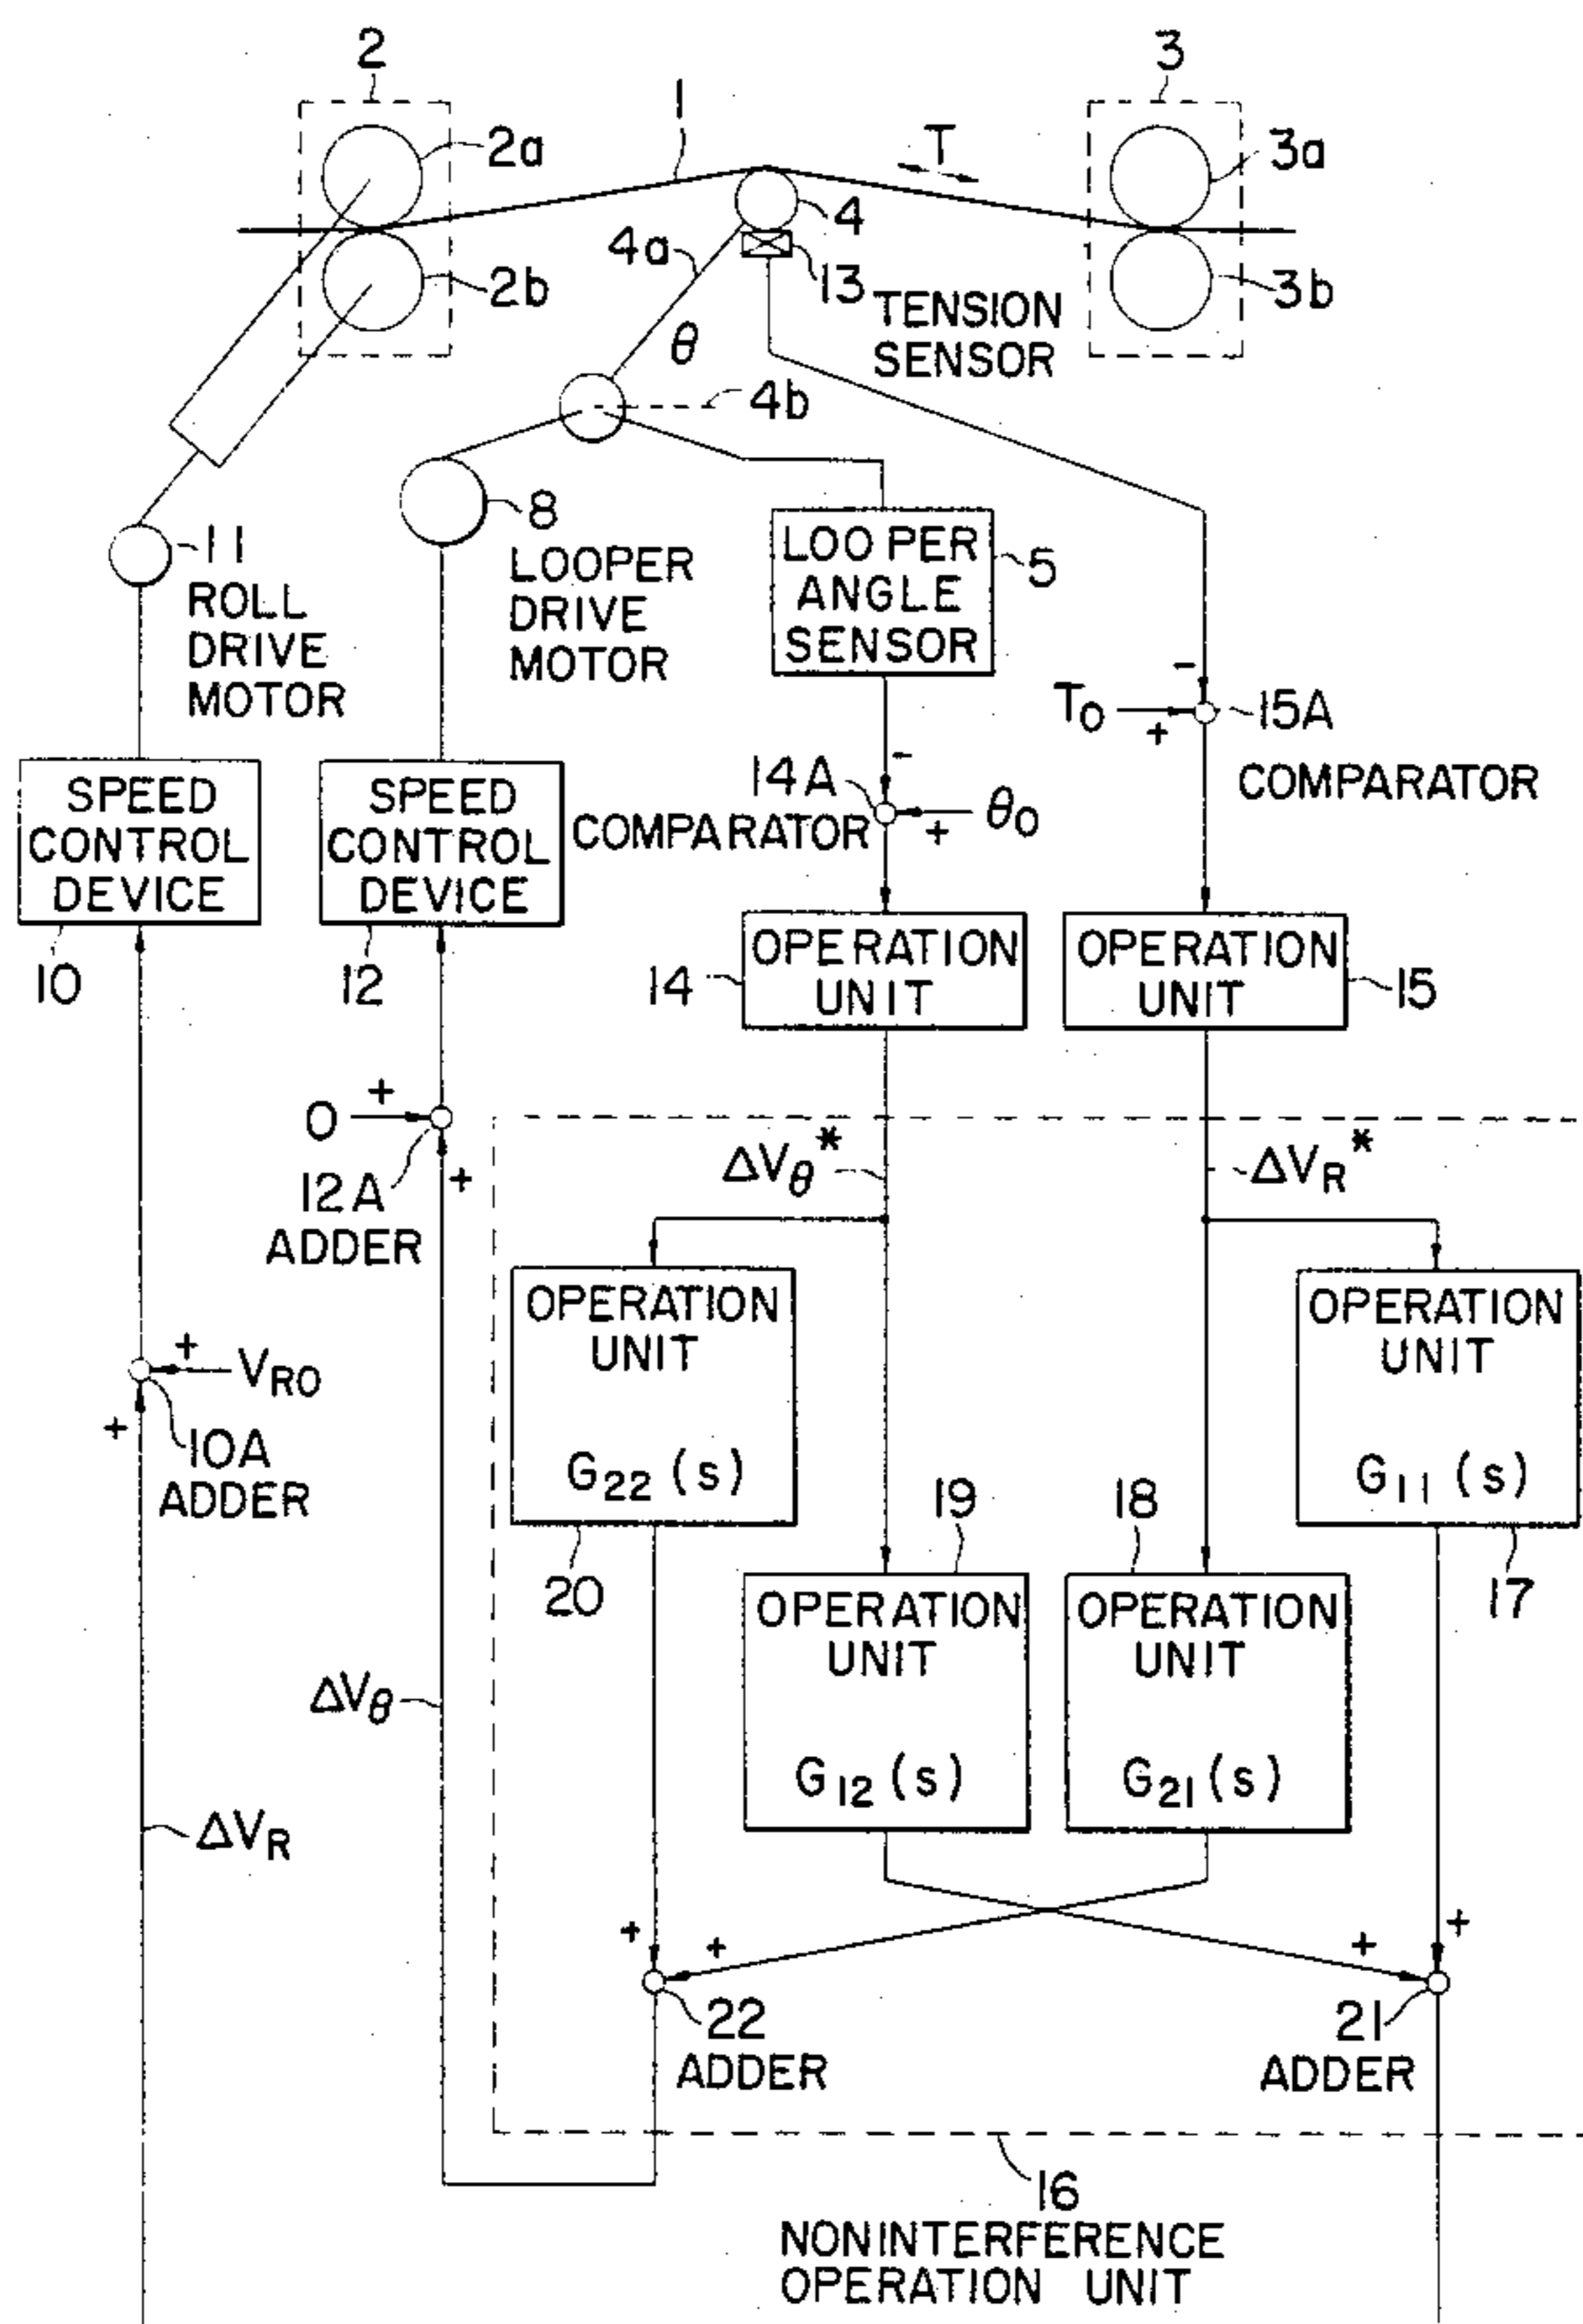 2
1
3
2a
T
3a
4
4a
2b
13
3b
TENSION
SENSOR
θ
4b
8
11
LOOPER
DRIVE
MOTOR
LOOPER
ANGLE
SENSOR
5
ROLL
DRIVE
MOTOR
-
T0
+
15A
COMPARATOR
-
14A
COMPARATOR
+
θ0
SPEED
CONTROL
DEVICE
SPEED
CONTROL
DEVICE
10
12
OPERATION
UNIT
14
OPERATION
UNIT
15
+
0
12A
+
ADDER
ΔVθ*
ΔVR*
OPERATION
UNIT
G22 (s)
OPERATION
UNIT
G11 (s)
+
VRO
+
10A
ADDER
20
19
18
17
OPERATION
UNIT
G12 (s)
OPERATION
UNIT
G21 (s)
ΔVθ
ΔVR
+
+
+
+
22
ADDER
21
ADDER
16
NONINTERFERENCE
OPERATION UNIT